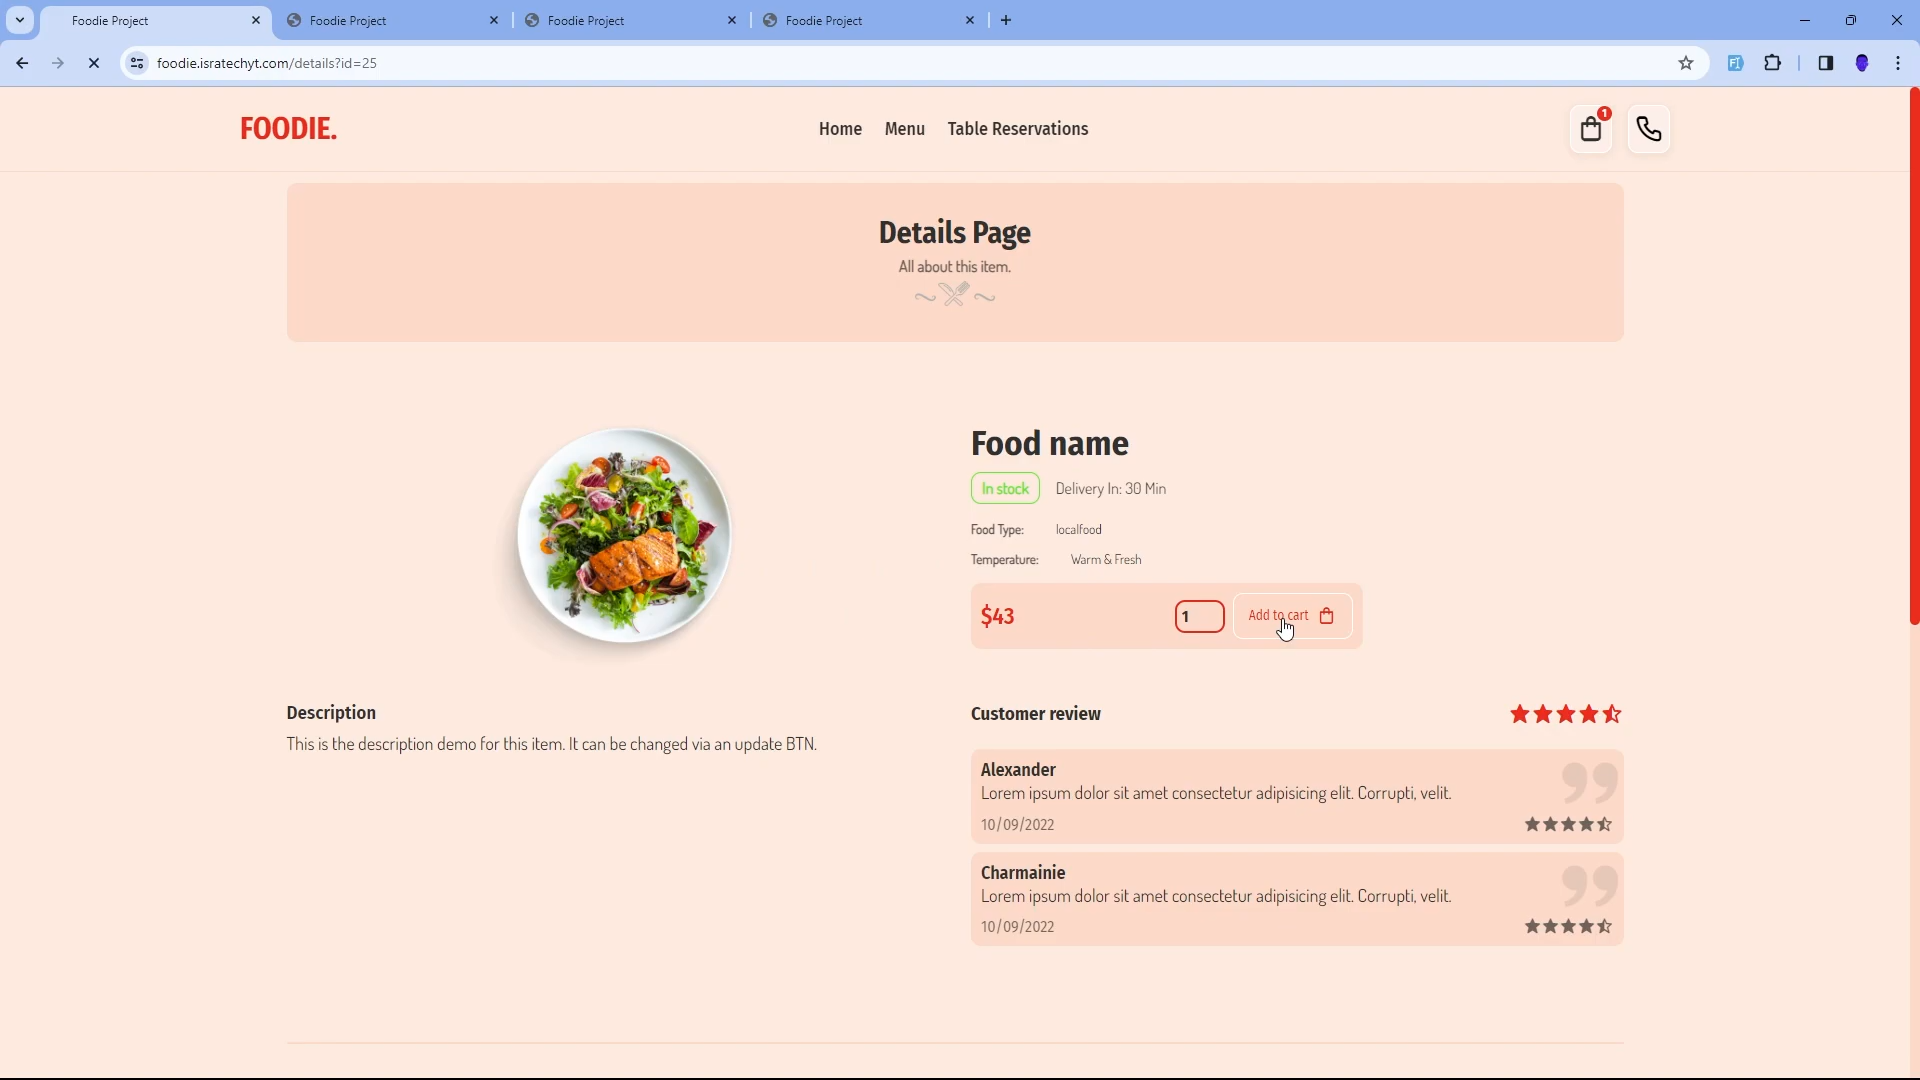 Foodie Project
Foodie Project
Foodie Project
Foodie Project
foodie.isratechyt.com/details?id=25
FI
FOODIE.
Home Menu Table Reservations
1
Details Page
All about this item.
Food name
In stock Delivery In: 30 Min
Food Type: localfood
Temperature: Warm & Fresh
$43 1 Add to cart
Description
This is the description demo for this item. It can be changed via an update BTN.
Customer review
Alexander
Lorem ipsum dolor sit amet consectetur adipisicing elit. Corrupti, velit.
10/09/2022
Charmainie
Lorem ipsum dolor sit amet consectetur adipisicing elit. Corrupti, velit.
10/09/2022